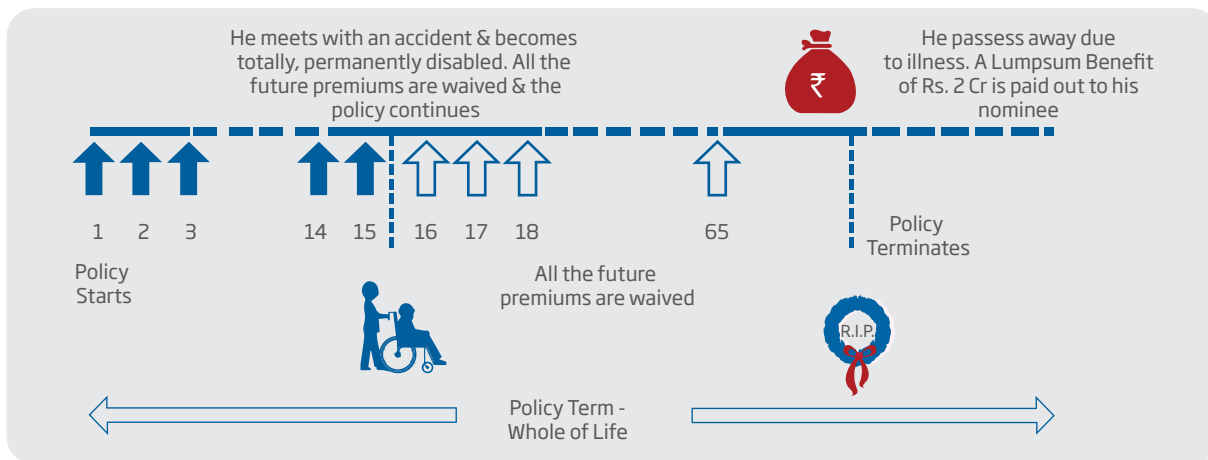 He meets with an accident & becomes
totally, permanently disabled. All the
future premiums are waived & the
policy continues
₹
He passess away due
to illness. A Lumpsum Benefit
of Rs. 2 Cr is paid out to his
nominee
1 2 3 14 15 16 17 18 65
Policy
Starts
All the future
premiums are waived
Policy
Terminates
R.I.P.
Policy Term -
Whole of Life